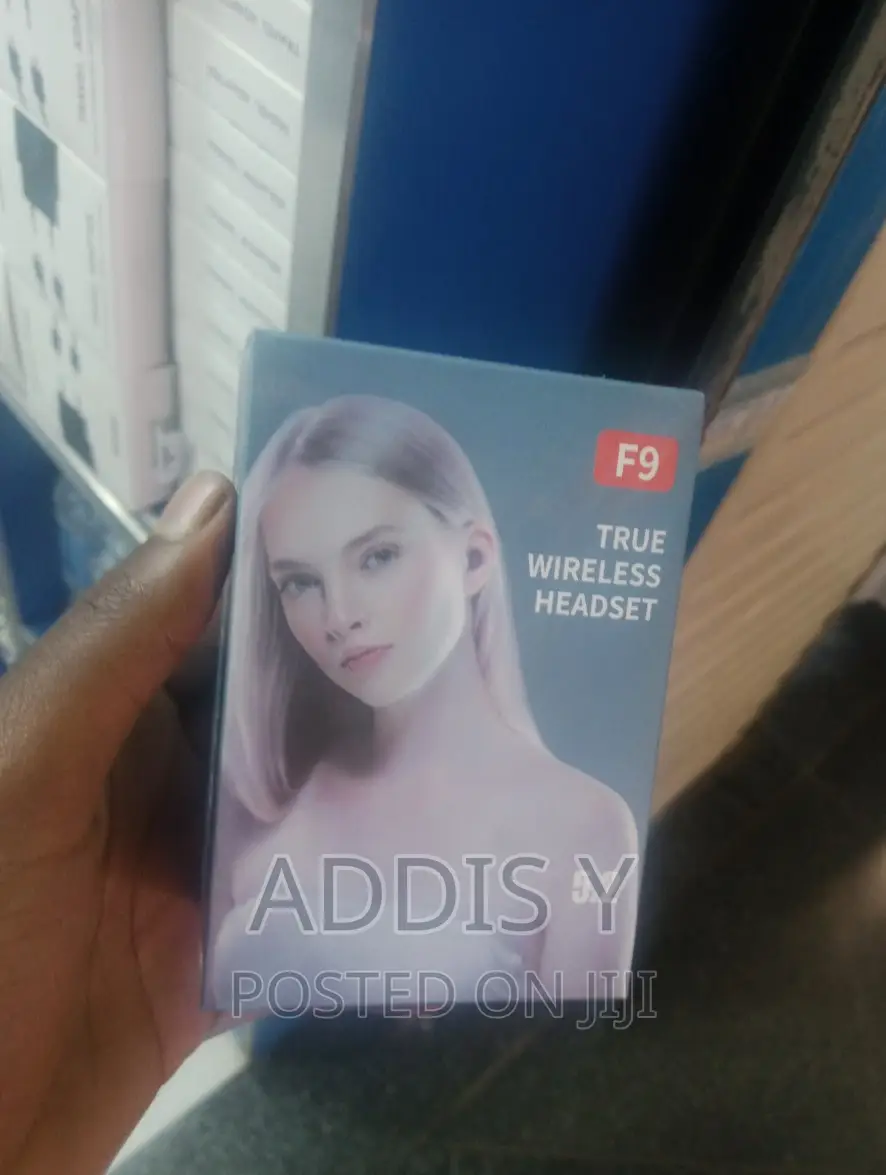 F9
TRUE
WIRELESS
HEADSET
ADDIS Y
POSTED ON JIJI